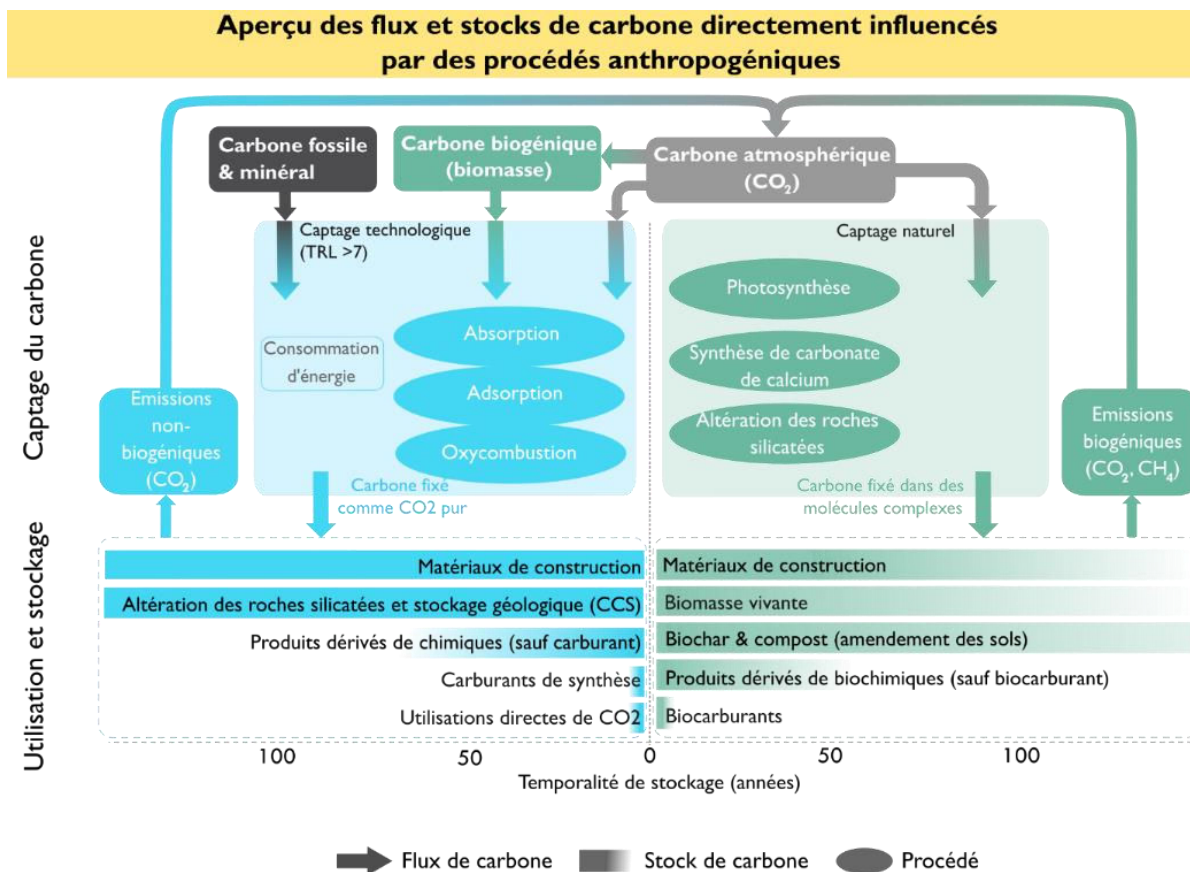 Aperçu des flux et stocks de carbone directement influencés
par des procédés anthropogéniques
Carbone fossile
& minéral
Carbone biogénique
(biomasse)
Carbone atmosphérique
(CO₂)
Captage du carbone
Captage technologique
(TRL >7)
Captage naturel
Consommation
d'énergie
Absorption
Adsorption
Oxycombustion
Photosynthèse
Synthèse de carbonate
de calcium
Altération des roches
silicatées
Emissions
non-
biogéniques
(CO₂)
Emissions
biogéniques
(CO₂, CH₄)
Carbone fixé
comme CO2 pur
Carbone fixé dans des
molécules complexes
Utilisation et stockage
Matériaux de construction
Altération des roches silicatées et stockage géologique (CCS)
Produits dérivés de chimiques (sauf carburant)
Carburants de synthèse
Utilisations directes de CO2
Matériaux de construction
Biomasse vivante
Biochar & compost (amendement des sols)
Produits dérivés de biochimiques (sauf biocarburant)
Biocarburants
100 50 0 50 100
Temporalité de stockage (années)
Flux de carbone Stock de carbone Procédé